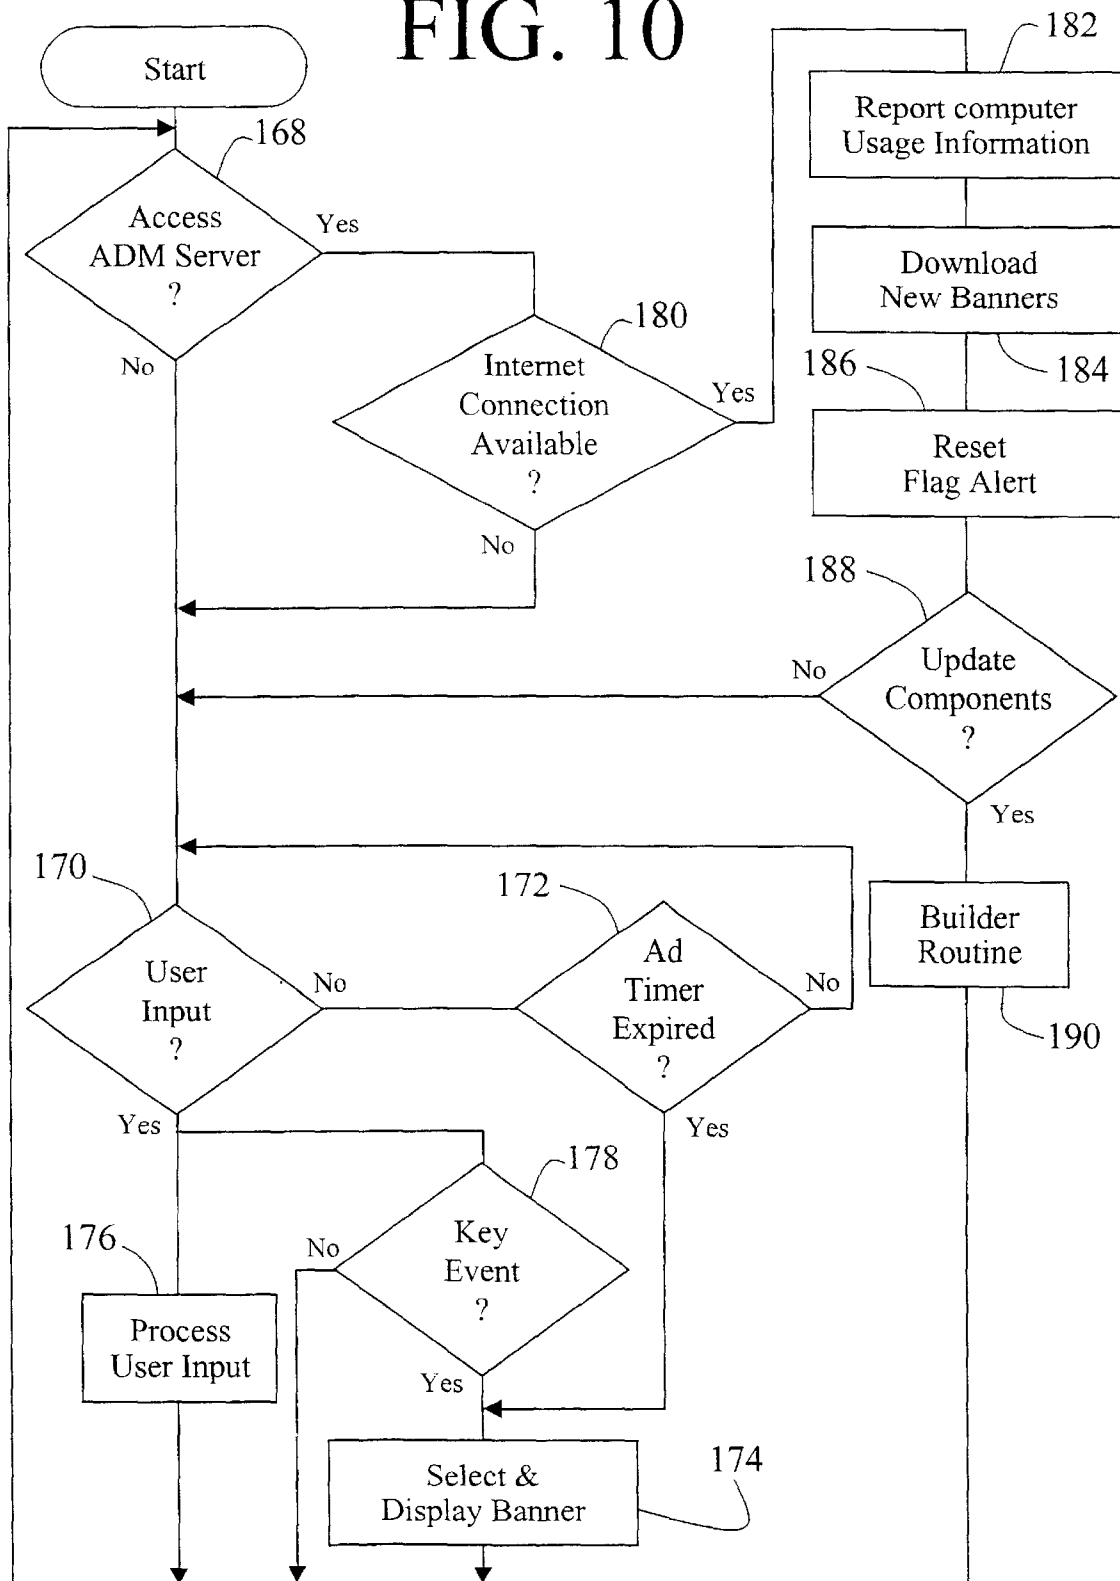 FIG. 10
Start
168
Access
ADM Server
?
Yes
No
180
Internet
Connection
Available
?
Yes
No
182
Report computer
Usage Information
Download
New Banners
184
186
Reset
Flag Alert
188
Update
Components
?
No
Yes
Builder
Routine
190
170
User
Input
?
No
Yes
172
Ad
Timer
Expired
?
No
Yes
178
Key
Event
?
No
Yes
176
Process
User Input
Select &
Display Banner
174